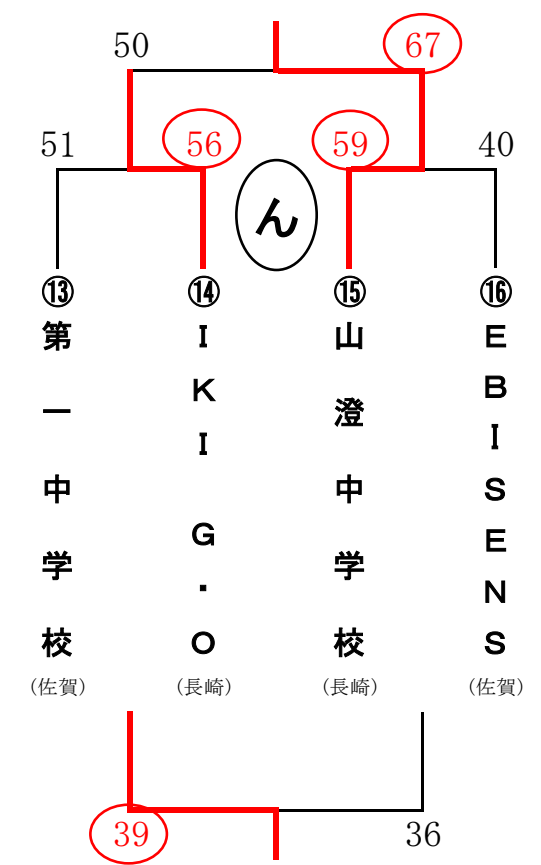 50 67
51 56 59 40
ん
⑬ ⑭ ⑮ ⑯
第一中学校
IKI G・O
山澄中学校
EBISENS
(佐賀) (長崎) (長崎) (佐賀)
39 36